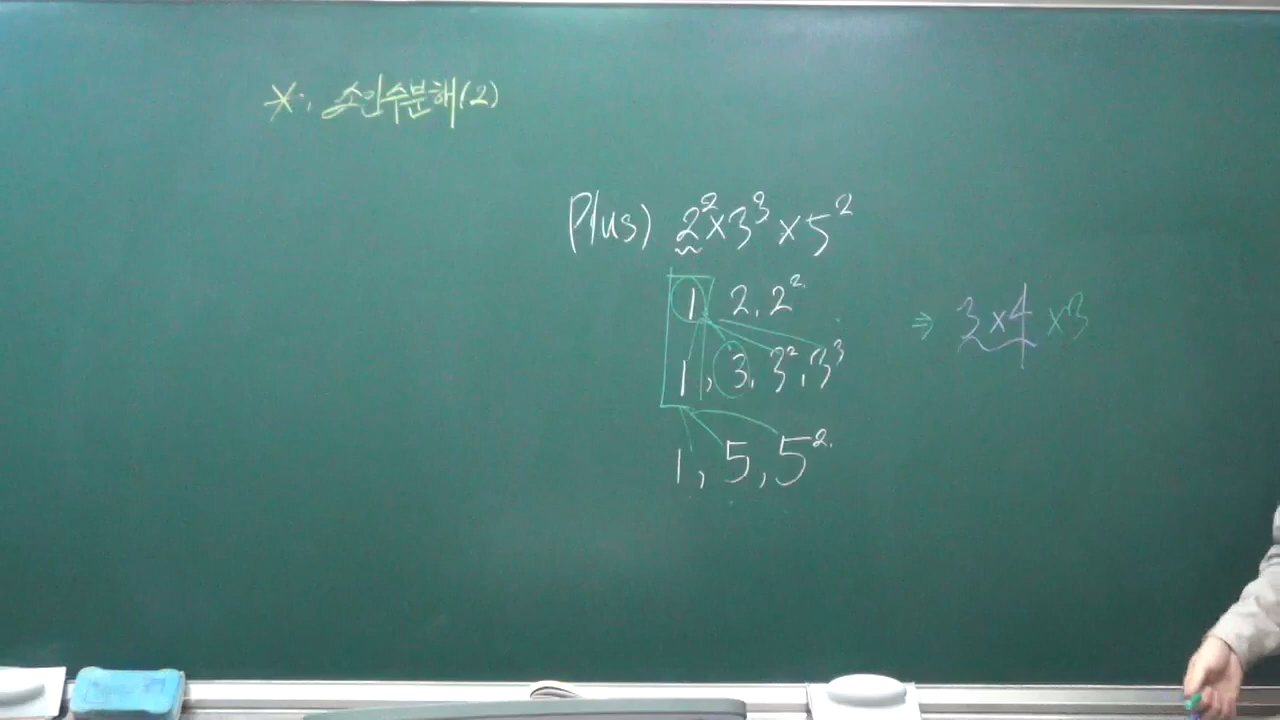 *. 소인수분해(2)
Plus) 2²×3³×5²
1, 2, 2²
1, 3, 3², 3³
⇒ 3×4×3
1, 5, 5²